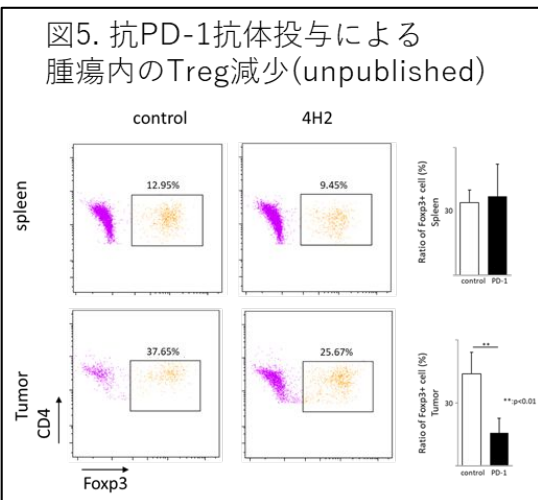 図5. 抗PD-1抗体投与による
腫瘍内のTreg減少(unpublished)
control
4H2
spleen
12.95%
9.45%
Ratio of Foxp3+ cell (%)
Spleen
30
control PD-1
Tumor
CD4
37.65%
25.67%
Foxp3
Ratio of Foxp3+ cell (%)
Tumor
30
**
**:p<0.01
control PD-1